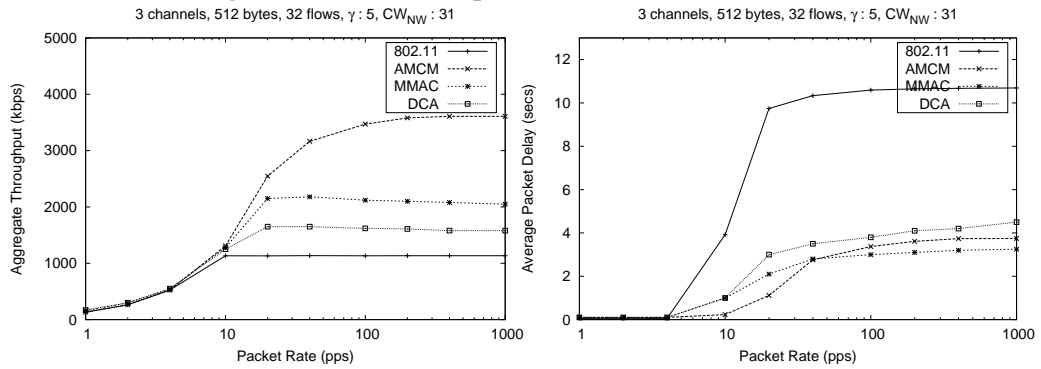 3 channels, 512 bytes, 32 flows, γ : 5, CW_NW : 31
5000
4000
3000
2000
1000
0
Aggregate Throughput (kbps)
802.11
AMCM
MMAC
DCA
1 10 100 1000
Packet Rate (pps)
3 channels, 512 bytes, 32 flows, γ : 5, CW_NW : 31
12
10
8
6
4
2
0
Average Packet Delay (secs)
802.11
AMCM
MMAC
DCA
1 10 100 1000
Packet Rate (pps)